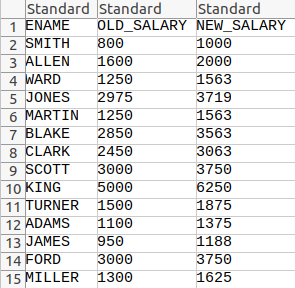 Standard Standard Standard
1 ENAME OLD_SALARY NEW_SALARY
2 SMITH 800 1000
3 ALLEN 1600 2000
4 WARD 1250 1563
5 JONES 2975 3719
6 MARTIN 1250 1563
7 BLAKE 2850 3563
8 CLARK 2450 3063
9 SCOTT 3000 3750
10 KING 5000 6250
11 TURNER 1500 1875
12 ADAMS 1100 1375
13 JAMES 950 1188
14 FORD 3000 3750
15 MILLER 1300 1625